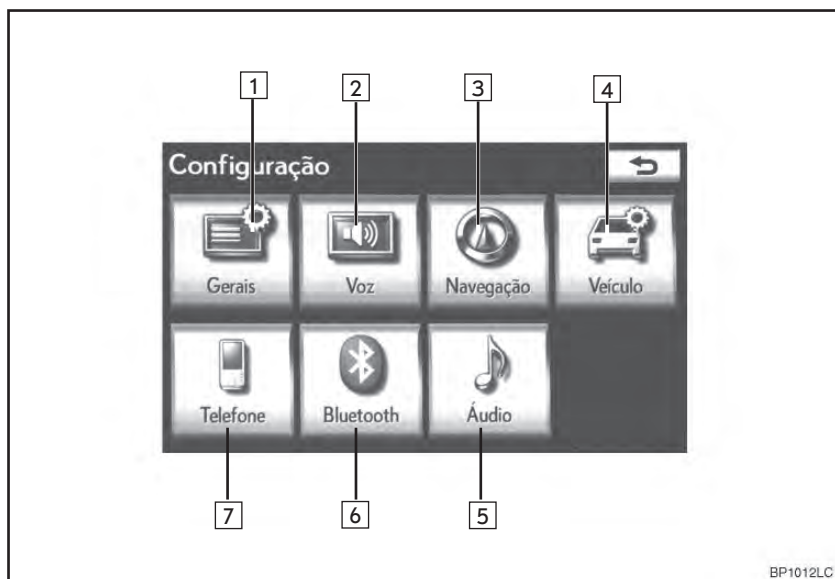 1 2 3 4
Configuração
Gerais Voz Navegação Veículo
Telefone Bluetooth Áudio
7 6 5
BP1012LC